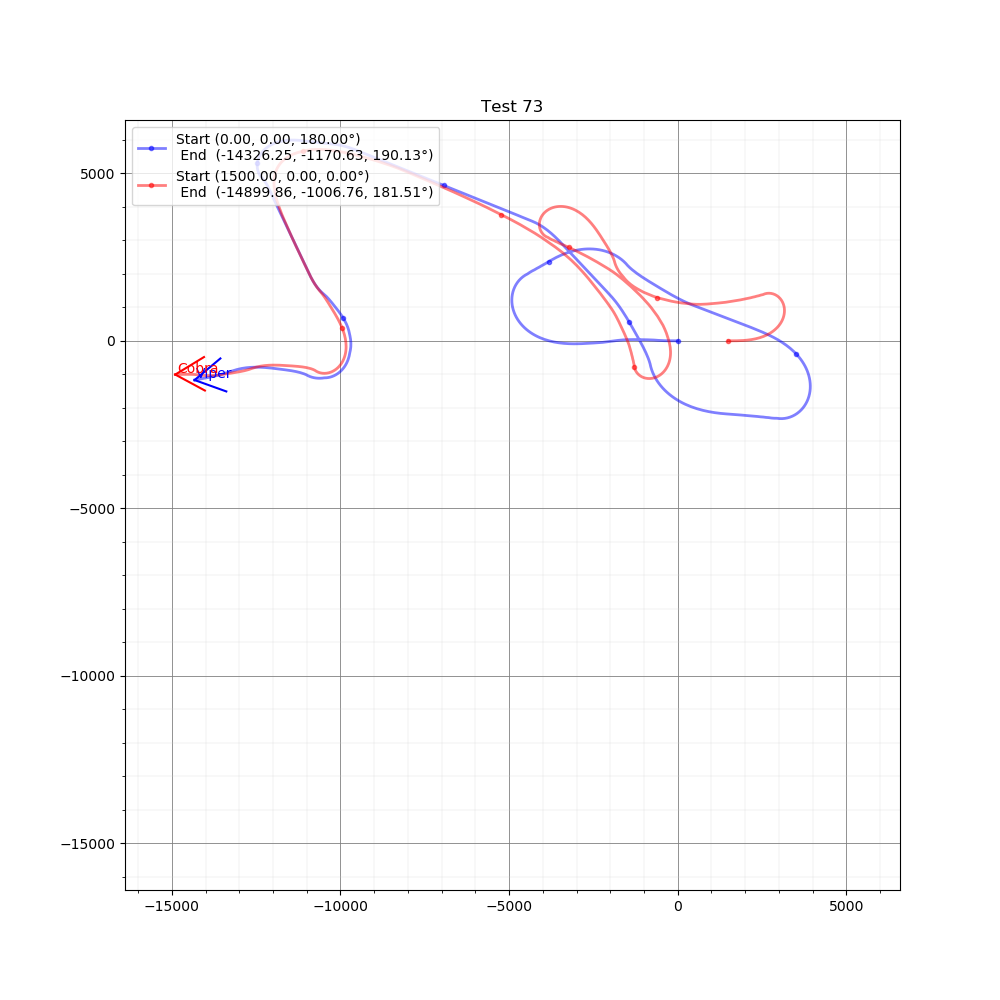 Test 73
Start (0.00, 0.00, 180.00°)
End (-14326.25, -1170.63, 190.13°)
Start (1500.00, 0.00, 0.00°)
End (-14899.86, -1006.76, 181.51°)
5000
0
−5000
−10000
−15000
Cobra
Viper
−15000
−10000
−5000
0
5000